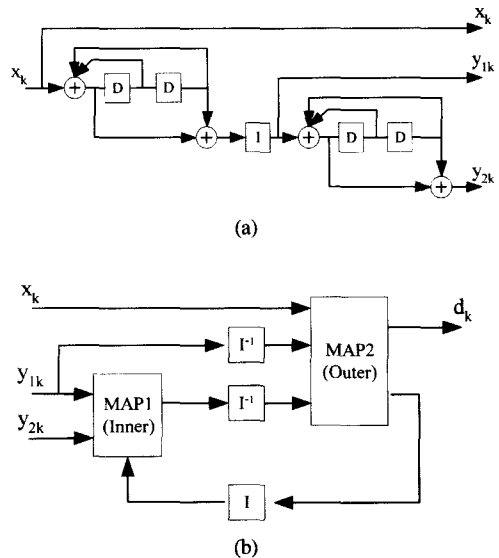 x_k
x_k
y_1k
+ D D + I + D D +
y_2k
(a)
x_k
d_k
I⁻¹
MAP2
(Outer)
y_1k
MAP1
(Inner)
I⁻¹
y_2k
I
(b)